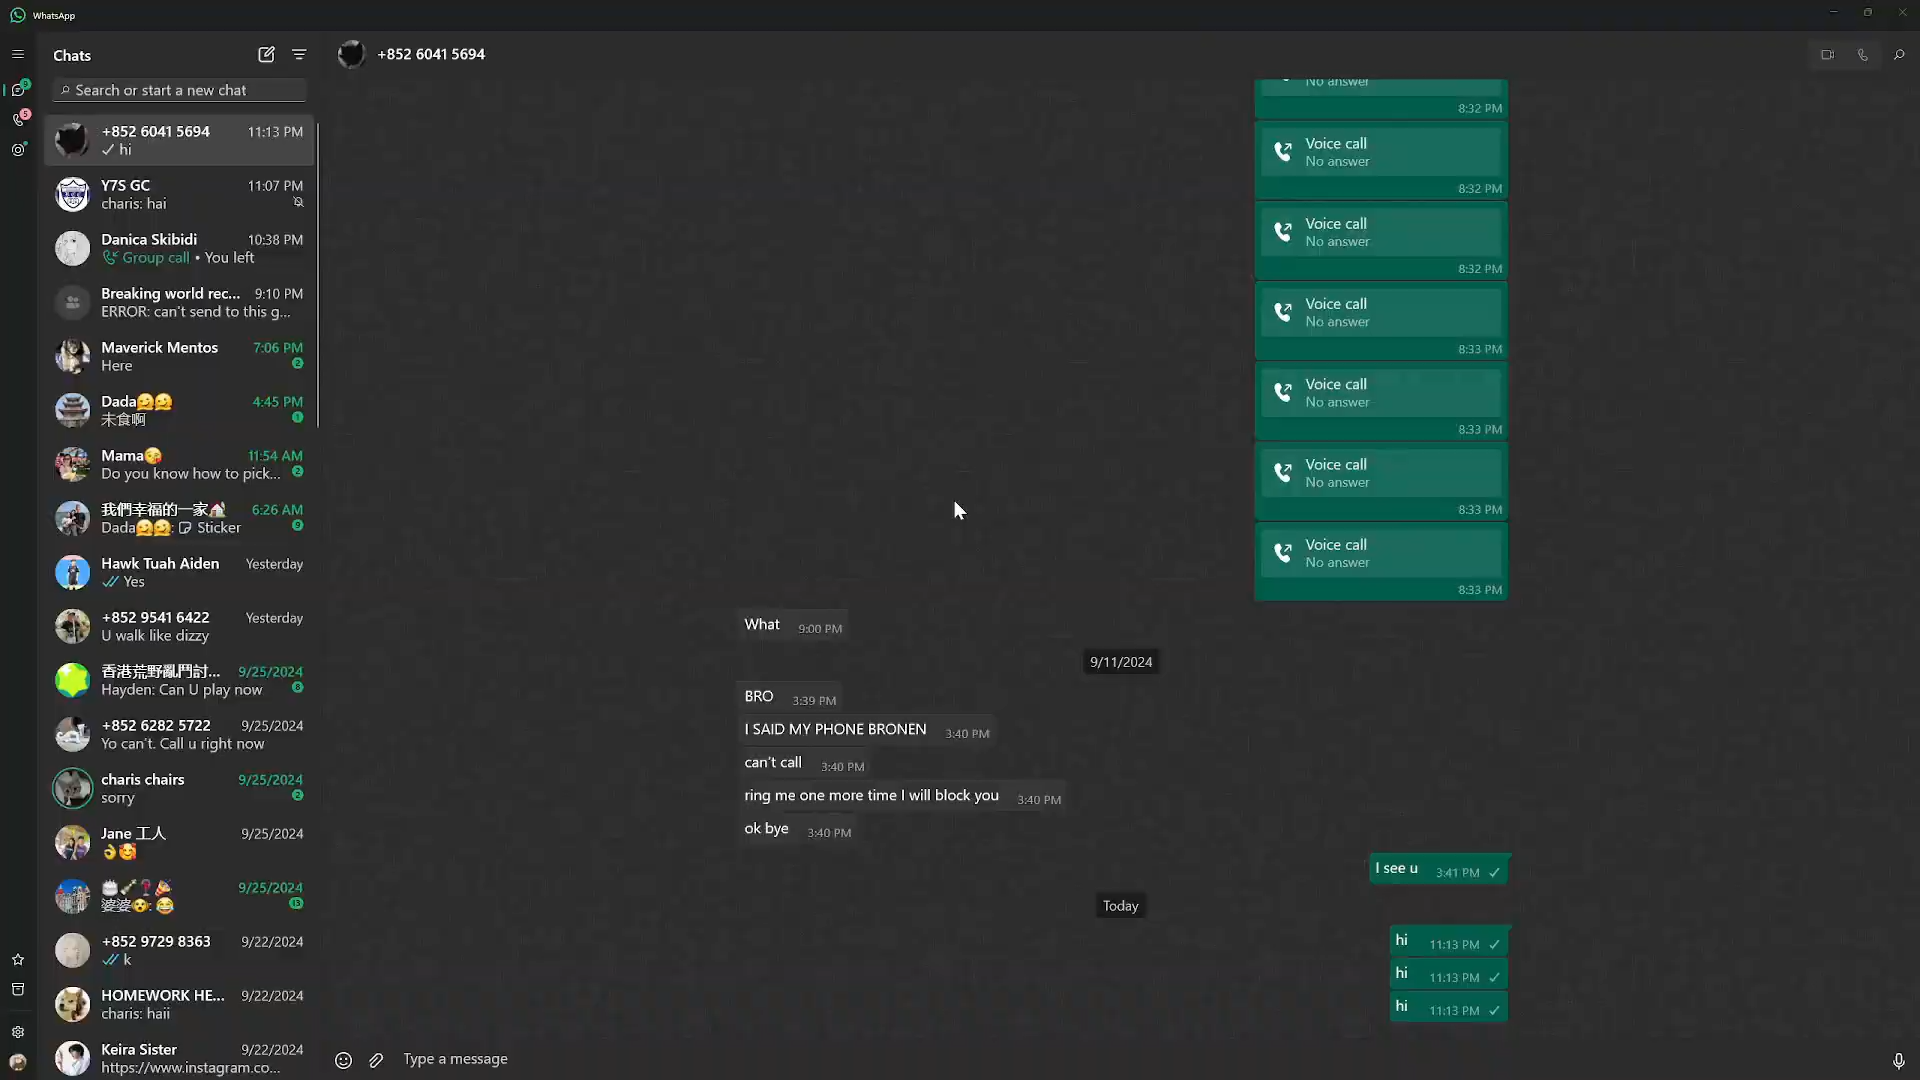 WhatsApp
Chats
Search or start a new chat
+852 6041 5694 11:13 PM
hi
Y7S GC 11:07 PM
charis: hai
Danica Skibidi 10:38 PM
Group call • You left
Breaking world rec... 9:10 PM
ERROR: can't send to this g...
Maverick Mentos 7:06 PM
Here 2
Dada🥰🥰 4:45 PM
未食啊 1
Mama😘 11:54 AM
Do you know how to pick... 2
我們幸福的一家🏠 6:26 AM
Dada🥰🥰: Sticker 9
Hawk Tuah Aiden Yesterday
Yes
+852 9541 6422 Yesterday
U walk like dizzy
香港荒野亂鬥討... 9/25/2024
Hayden: Can U play now 8
+852 6282 5722 9/25/2024
Yo can't. Call u right now
charis chairs 9/25/2024
sorry 2
Jane 工人 9/25/2024
👌🥰
🎂🍾🍷🎉 9/25/2024
婆婆😘: 😂 13
+852 9729 8363 9/22/2024
k
HOMEWORK HE... 9/22/2024
charis: haii
Keira Sister 9/22/2024
https://www.instagram.co...
+852 6041 5694
No answer
8:32 PM
Voice call
No answer
8:32 PM
Voice call
No answer
8:32 PM
Voice call
No answer
8:33 PM
Voice call
No answer
8:33 PM
Voice call
No answer
8:33 PM
Voice call
No answer
8:33 PM
What 9:00 PM
9/11/2024
BRO 3:39 PM
I SAID MY PHONE BRONEN 3:40 PM
can't call 3:40 PM
ring me one more time I will block you 3:40 PM
ok bye 3:40 PM
I see u 3:41 PM
Today
hi 11:13 PM
hi 11:13 PM
hi 11:13 PM
Type a message